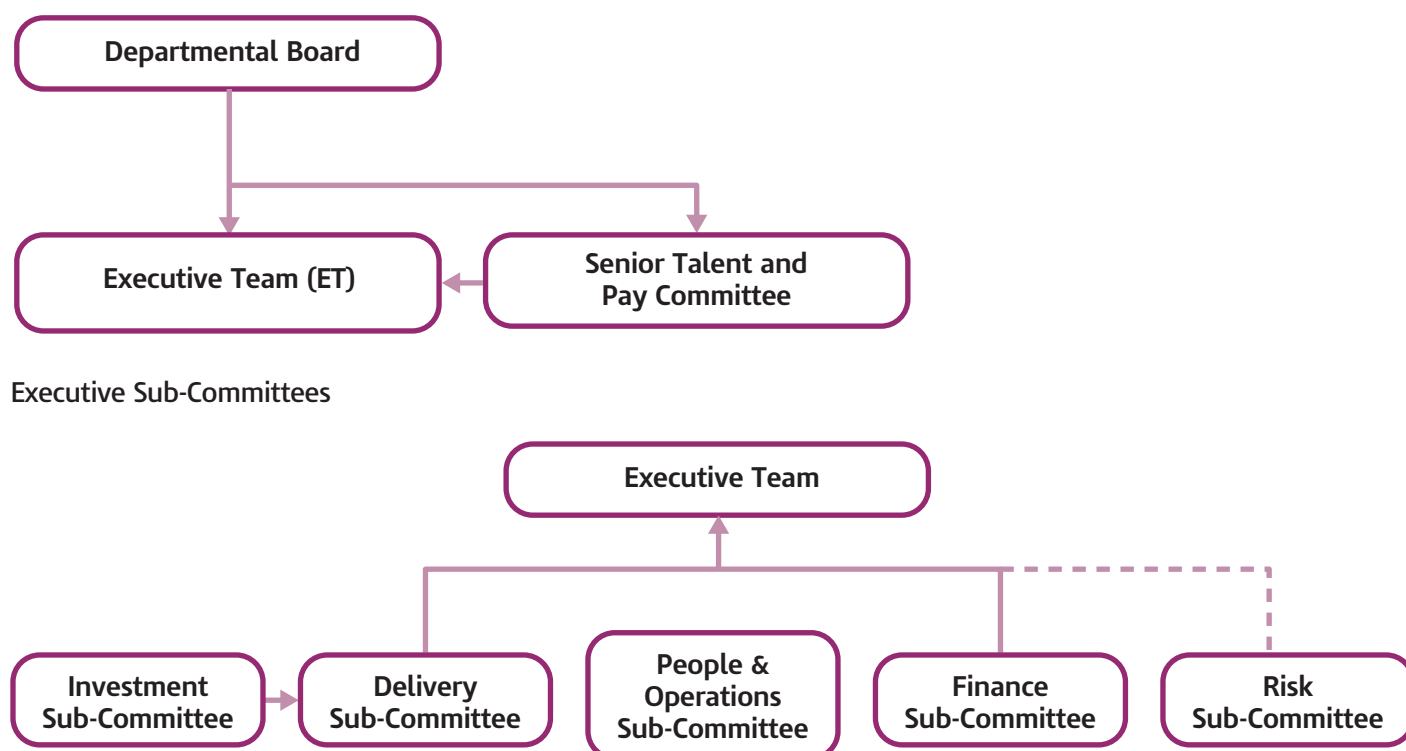 Departmental Board
Executive Team (ET)
Senior Talent and
Pay Committee
Executive Sub-Committees
Executive Team
Investment
Sub-Committee
Delivery
Sub-Committee
People &
Operations
Sub-Committee
Finance
Sub-Committee
Risk
Sub-Committee